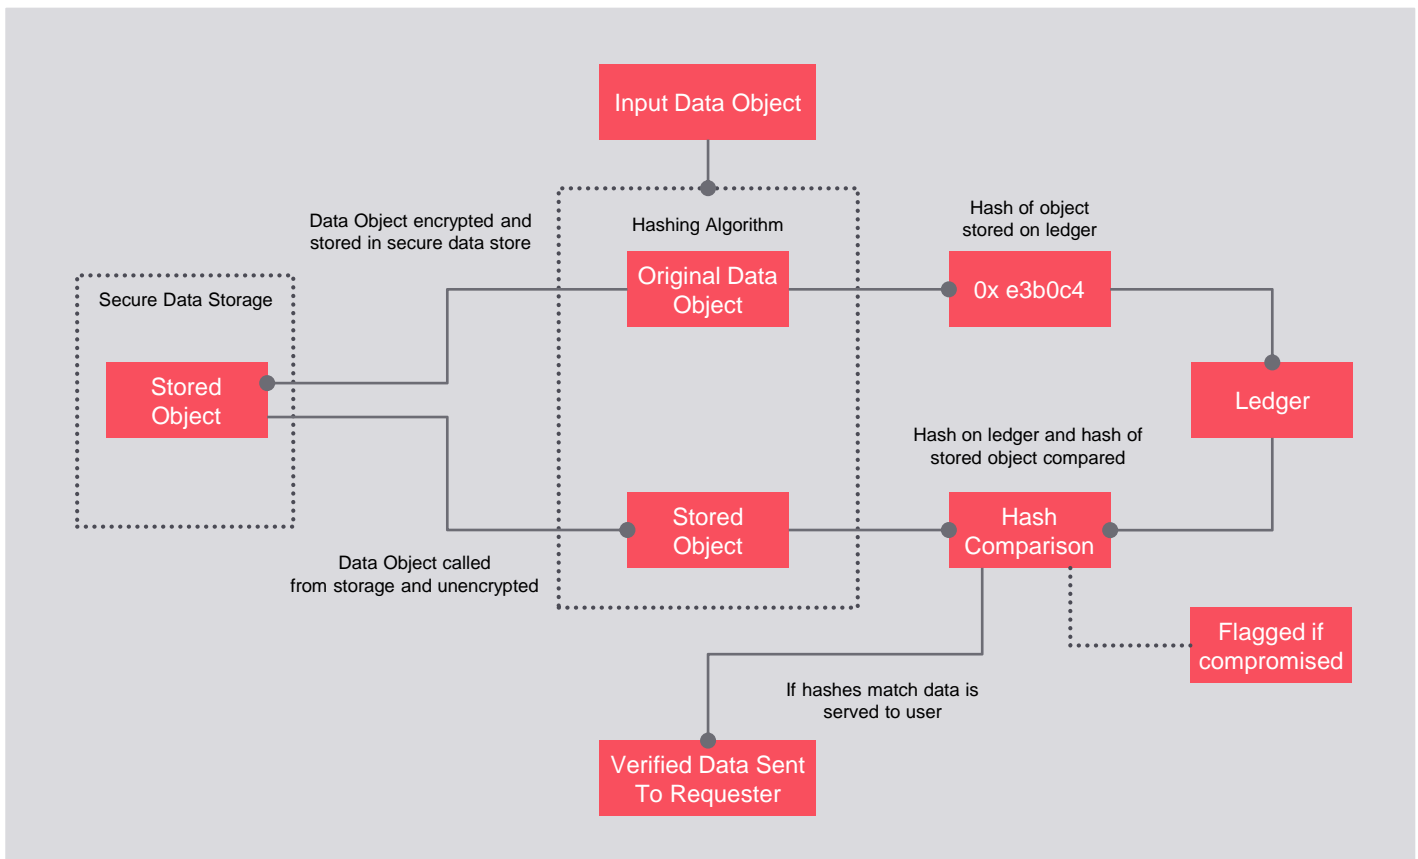 Input Data Object
Data Object encrypted and
stored in secure data store
Hashing Algorithm
Hash of object
stored on ledger
Original Data
Object
0x e3b0c4
Secure Data Storage
Stored
Object
Ledger
Hash on ledger and hash of
stored object compared
Stored
Object
Hash
Comparison
Data Object called
from storage and unencrypted
Flagged if
compromised
If hashes match data is
served to user
Verified Data Sent
To Requester